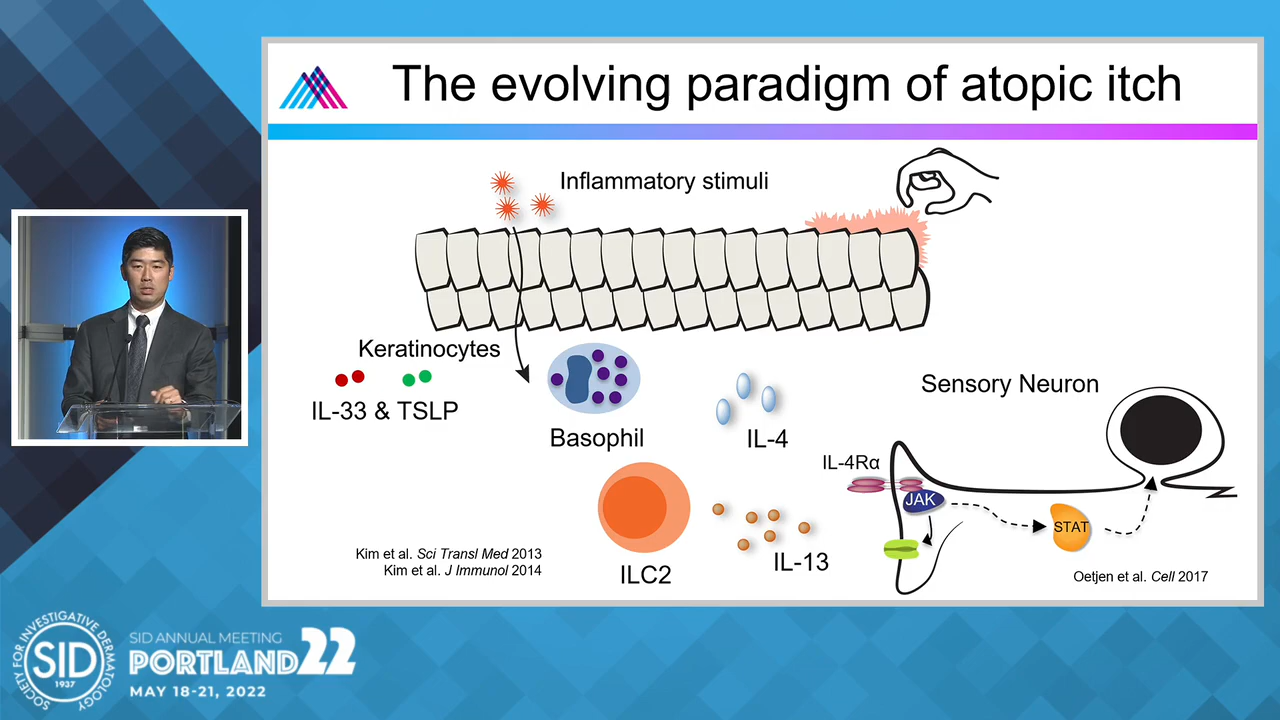 The evolving paradigm of atopic itch
Inflammatory stimuli
Keratinocytes
IL-33 & TSLP
Basophil
IL-4
Sensory Neuron
IL-4Rα
JAK
STAT
ILC2
IL-13
Kim et al. Sci Transl Med 2013
Kim et al. J Immunol 2014
Oetjen et al. Cell 2017
SOCIETY FOR INVESTIGATIVE DERMATOLOGY
SID
1937
SID ANNUAL MEETING
PORTLAND22
MAY 18-21, 2022